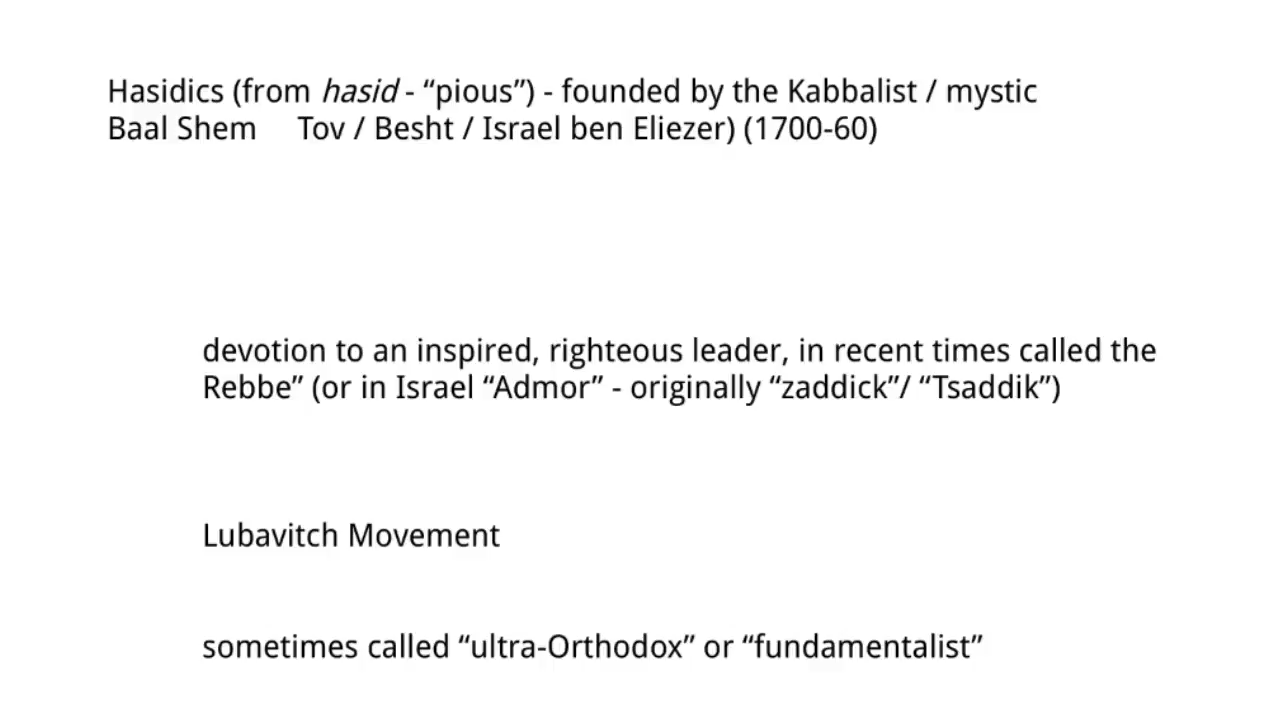 Hasidics (from hasid - “pious”) - founded by the Kabbalist / mystic
Baal Shem Tov / Besht / Israel ben Eliezer) (1700-60)
devotion to an inspired, righteous leader, in recent times called the
Rebbe” (or in Israel “Admor” - originally “zaddick”/ “Tsaddik”)
Lubavitch Movement
sometimes called “ultra-Orthodox” or “fundamentalist”